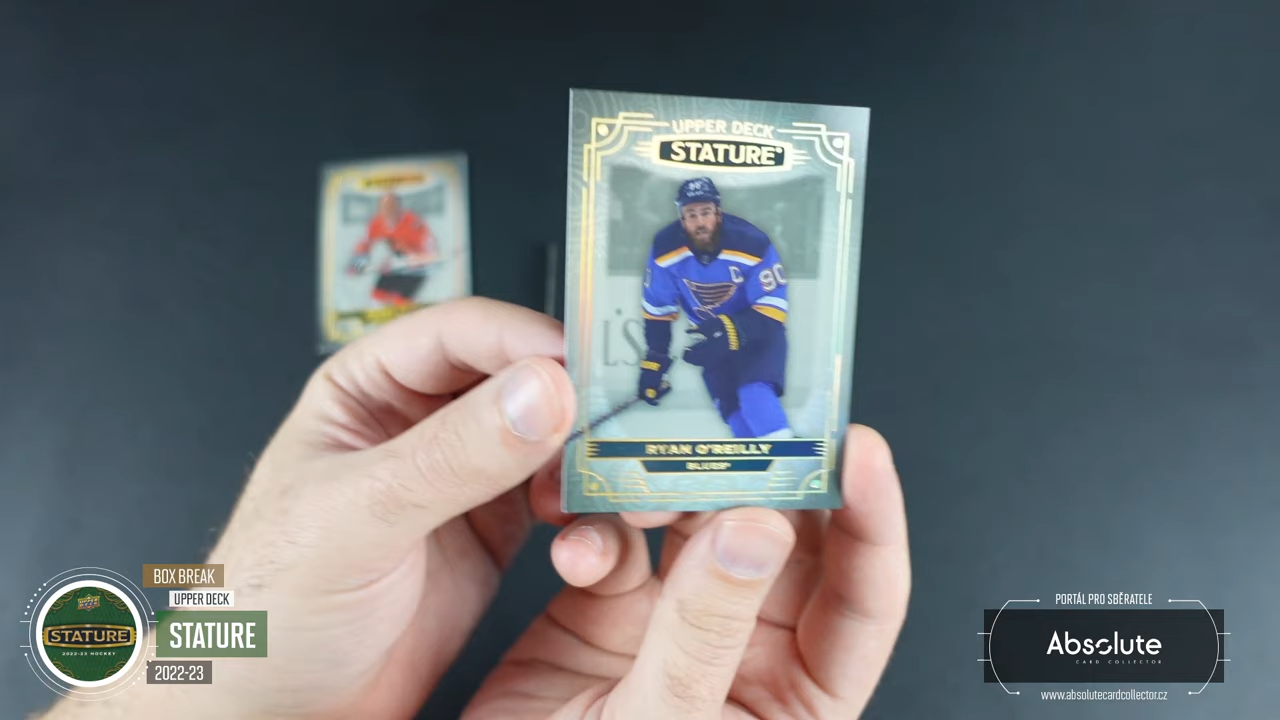 UPPER DECK
STATURE
C
90
L'S
RYAN O'REILLY
BLUES
BOX BREAK
UPPER DECK
STATURE
2022-23
STATURE
2022-23 HOCKEY
PORTÁL PRO SBĚRATELE
Absolute
CARD COLLECTOR
www.absolutecardcollector.cz